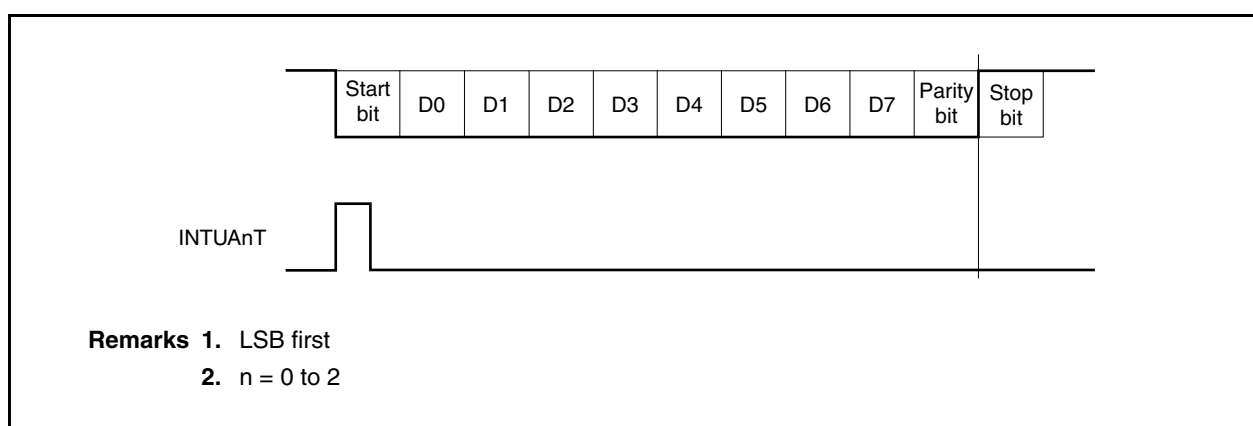 Start bit D0 D1 D2 D3 D4 D5 D6 D7 Parity bit Stop bit
INTUAnT
Remarks 1. LSB first
2. n = 0 to 2